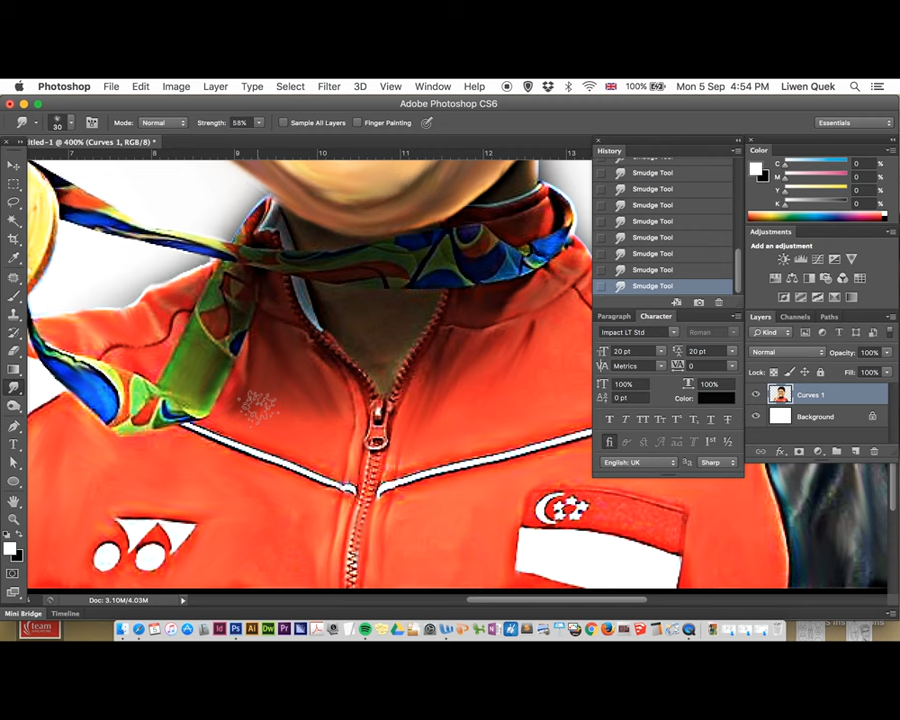 Photoshop File Edit Image Layer Type Select Filter 3D View Window Help 100% Mon 5 Sep 4:54 PM Liwen Quek
Adobe Photoshop CS6
30 Mode: Normal Strength: 58% Sample All Layers Finger Painting Essentials
ntitled-1 @ 400% (Curves 1, RGB/8) *
7 8 9 10 11 12 13
History
Smudge Tool
Smudge Tool
Smudge Tool
Smudge Tool
Smudge Tool
Smudge Tool
Smudge Tool
Smudge Tool
Smudge Tool
Paragraph Character
Impact LT Std Roman
20 pt 20 pt
Metrics 0
100% 100%
0 pt Color:
English: UK Sharp
Color
C 0 %
M 0 %
Y 0 %
K 0 %
Adjustments
Add an adjustment
Layers Channels Paths
Kind
Normal Opacity: 100%
Lock: Fill: 100%
Curves 1
Background
Doc: 3.10M/4.03M
Mini Bridge Timeline
team